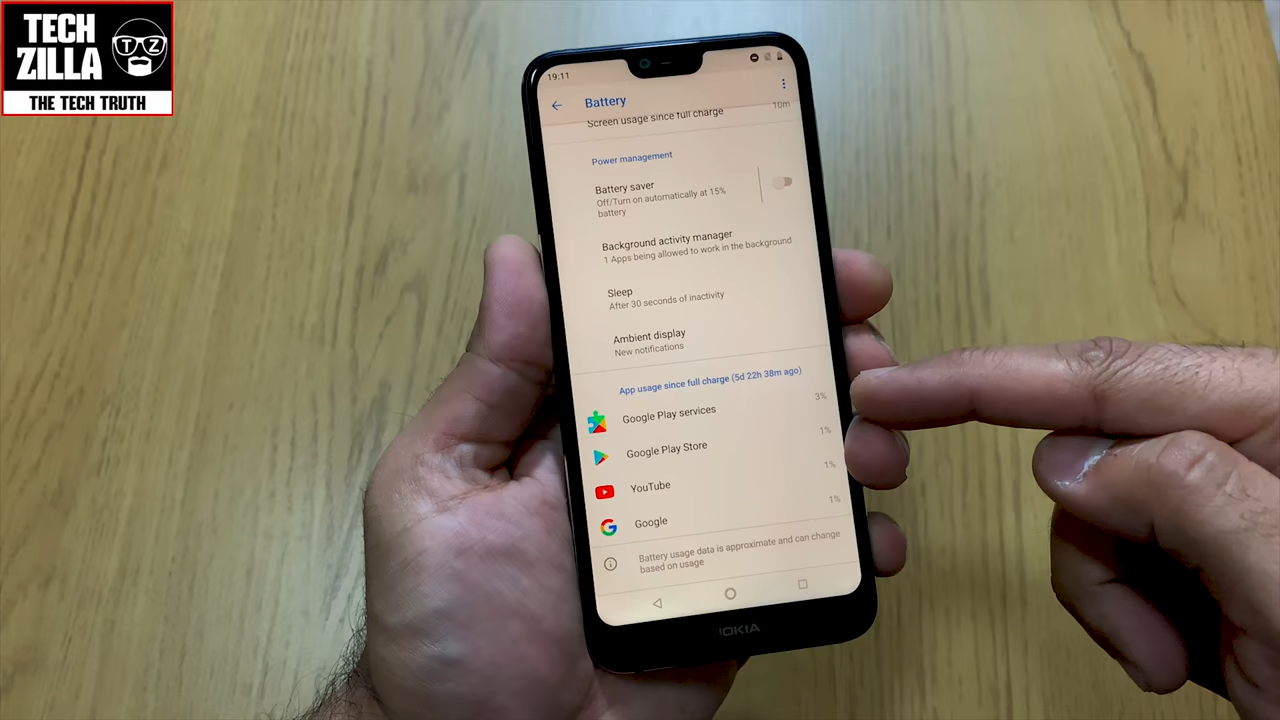 TECH
ZILLA
TZ
THE TECH TRUTH
19:11
Battery
Screen usage since full charge
10m
Power management
Battery saver
Off/Turn on automatically at 15%
battery
Background activity manager
1 Apps being allowed to work in the background
Sleep
After 30 seconds of inactivity
Ambient display
New notifications
App usage since full charge (5d 22h 38m ago)
Google Play services
3%
Google Play Store
1%
YouTube
1%
Google
1%
Battery usage data is approximate and can change
based on usage
NOKIA